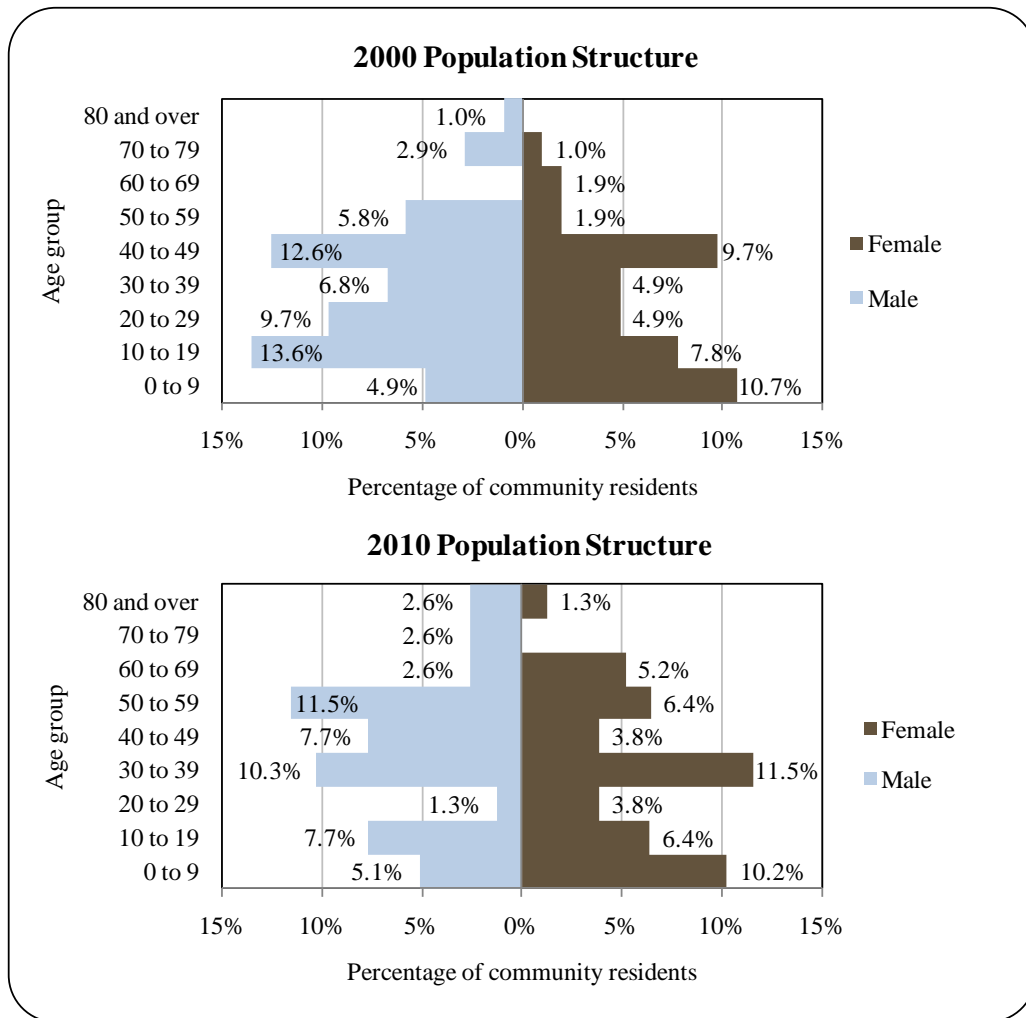 2000 Population Structure
80 and over 1.0%
70 to 79 2.9% 1.0%
60 to 69 1.9%
50 to 59 5.8% 1.9%
40 to 49 12.6% 9.7%
30 to 39 6.8% 4.9%
20 to 29 9.7% 4.9%
10 to 19 13.6% 7.8%
0 to 9 4.9% 10.7%
Age group
Female
Male
15% 10% 5% 0% 5% 10% 15%
Percentage of community residents
2010 Population Structure
80 and over 2.6% 1.3%
70 to 79 2.6%
60 to 69 2.6% 5.2%
50 to 59 11.5% 6.4%
40 to 49 7.7% 3.8%
30 to 39 10.3% 11.5%
20 to 29 1.3% 3.8%
10 to 19 7.7% 6.4%
0 to 9 5.1% 10.2%
Age group
Female
Male
15% 10% 5% 0% 5% 10% 15%
Percentage of community residents